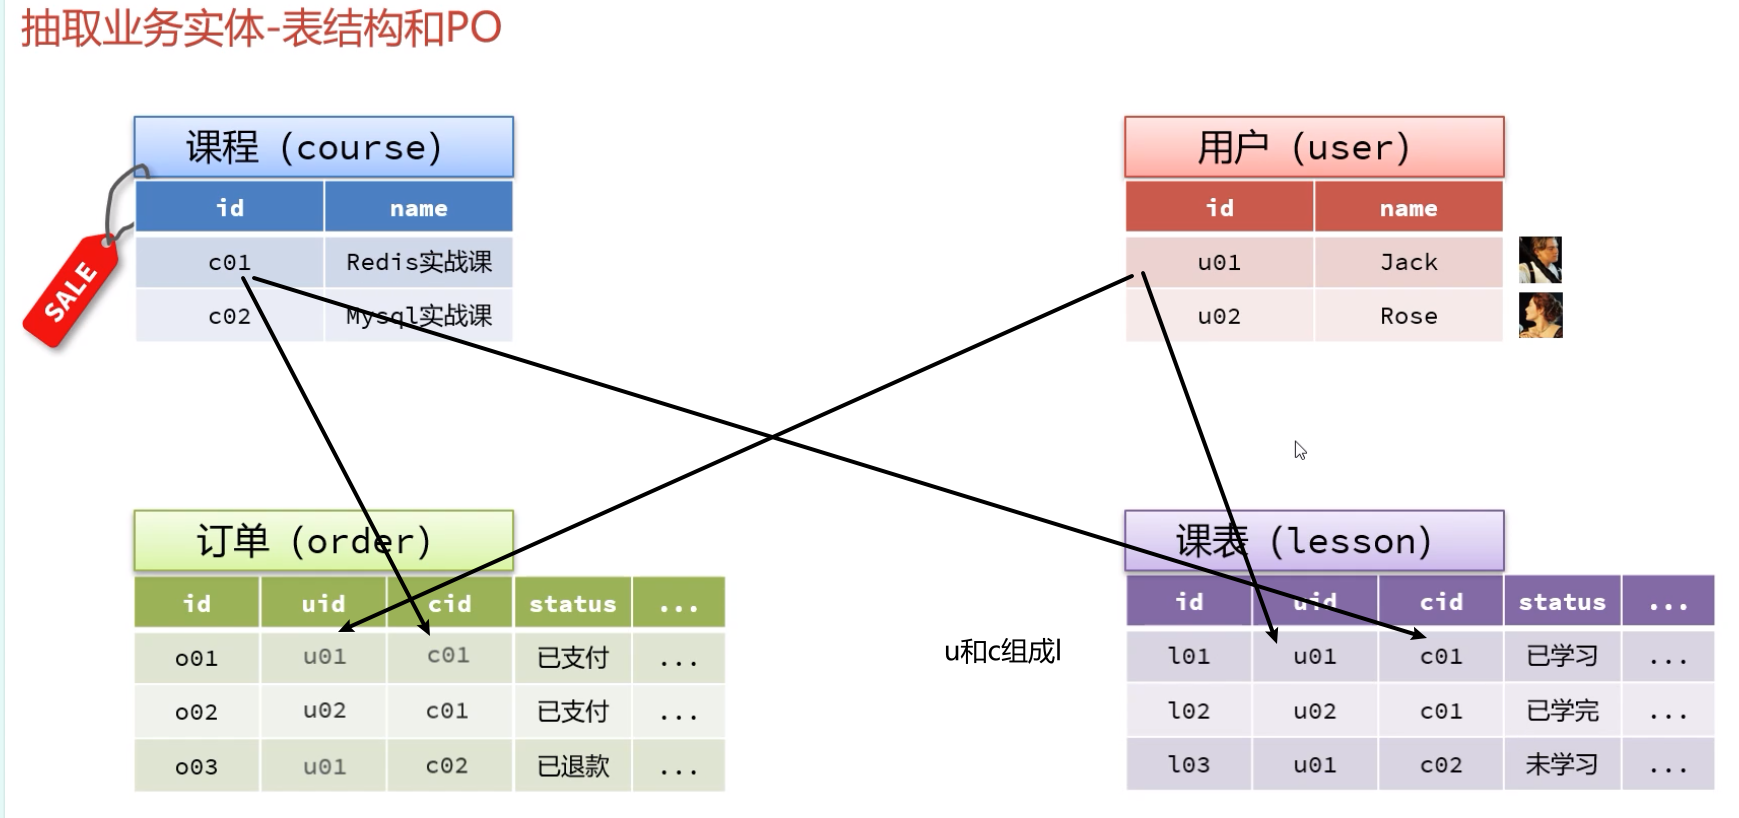 抽取业务实体-表结构和PO
课程（course）
id name
c01 Redis实战课
c02 Mysql实战课
SALE
用户（user）
id name
u01 Jack
u02 Rose
订单（order）
id uid cid status ...
o01 u01 c01 已支付 ...
o02 u02 c01 已支付 ...
o03 u01 c02 已退款 ...
u和c组成l
课表（lesson）
id uid cid status ...
l01 u01 c01 已学习 ...
l02 u02 c01 已学完 ...
l03 u01 c02 未学习 ...